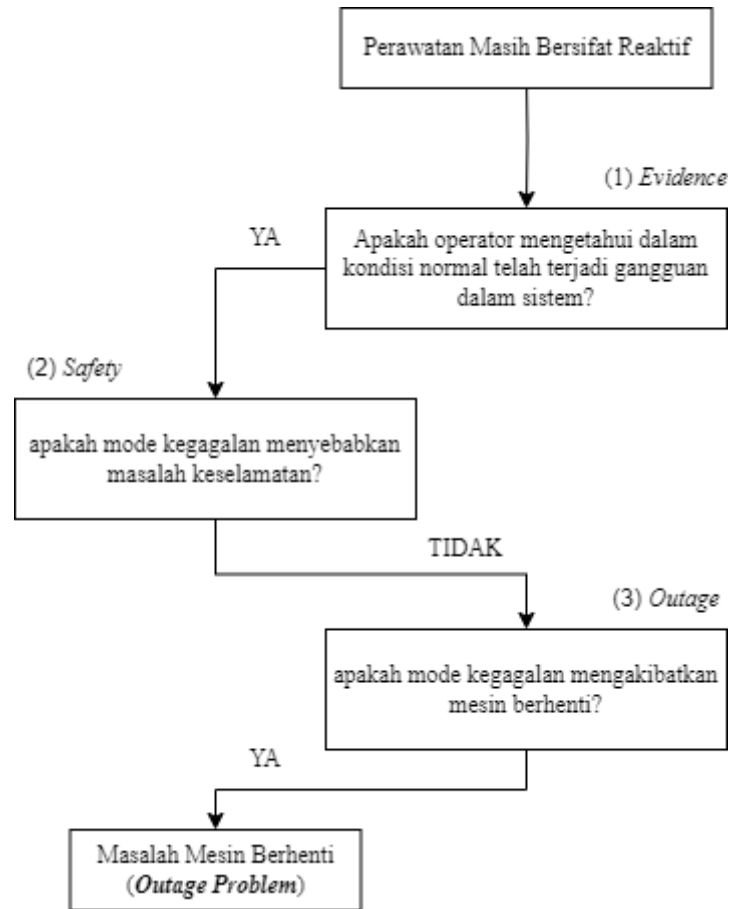 Perawatan Masih Bersifat Reaktif
(1) Evidence
YA
Apakah operator mengetahui dalam
kondisi normal telah terjadi gangguan
dalam sistem?
(2) Safety
apakah mode kegagalan menyebabkan
masalah keselamatan?
TIDAK
(3) Outage
apakah mode kegagalan mengakibatkan
mesin berhenti?
YA
Masalah Mesin Berhenti
(Outage Problem)